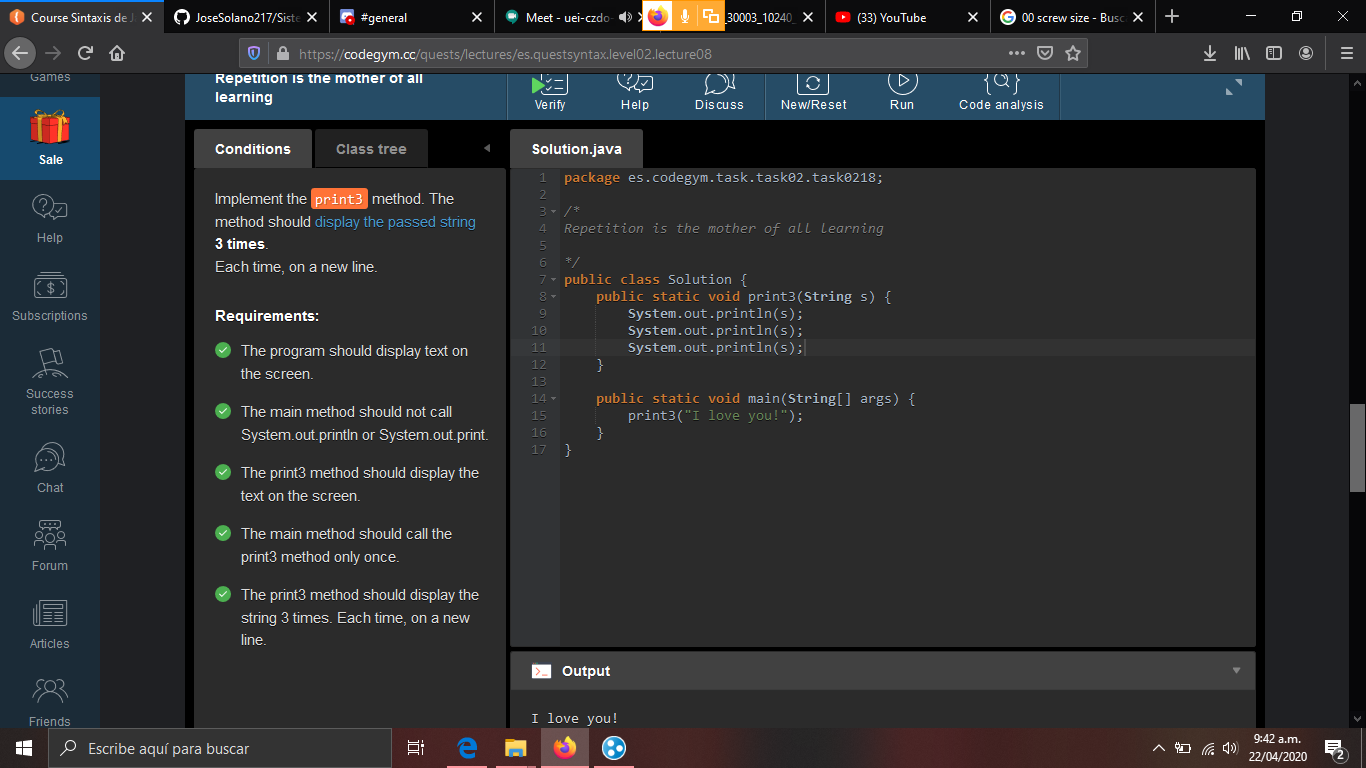 Course Sintaxis de J
JoseSolano217/Siste
#general
Meet - uei-czdo-
30003_10240_
(33) YouTube
00 screw size - Busc
https://codegym.cc/quests/lectures/es.questsyntax.level02.lecture08
Games
Sale
Help
Subscriptions
Success
stories
Chat
Forum
Articles
Friends
Repetition is the mother of all
learning
Verify
Help
Discuss
New/Reset
Run
Code analysis
Conditions
Class tree
Implement the print3 method. The
method should display the passed string
3 times.
Each time, on a new line.
Requirements:
The program should display text on
the screen.
The main method should not call
System.out.println or System.out.print.
The print3 method should display the
text on the screen.
The main method should call the
print3 method only once.
The print3 method should display the
string 3 times. Each time, on a new
line.
Solution.java
1 package es.codegym.task.task02.task0218;
2
3 /*
4 Repetition is the mother of all learning
5
6 */
7 public class Solution {
8 public static void print3(String s) {
9 System.out.println(s);
10 System.out.println(s);
11 System.out.println(s);
12 }
13
14 public static void main(String[] args) {
15 print3("I love you!");
16 }
17 }
Output
I love you!
Escribe aquí para buscar
9:42 a.m.
22/04/2020
2